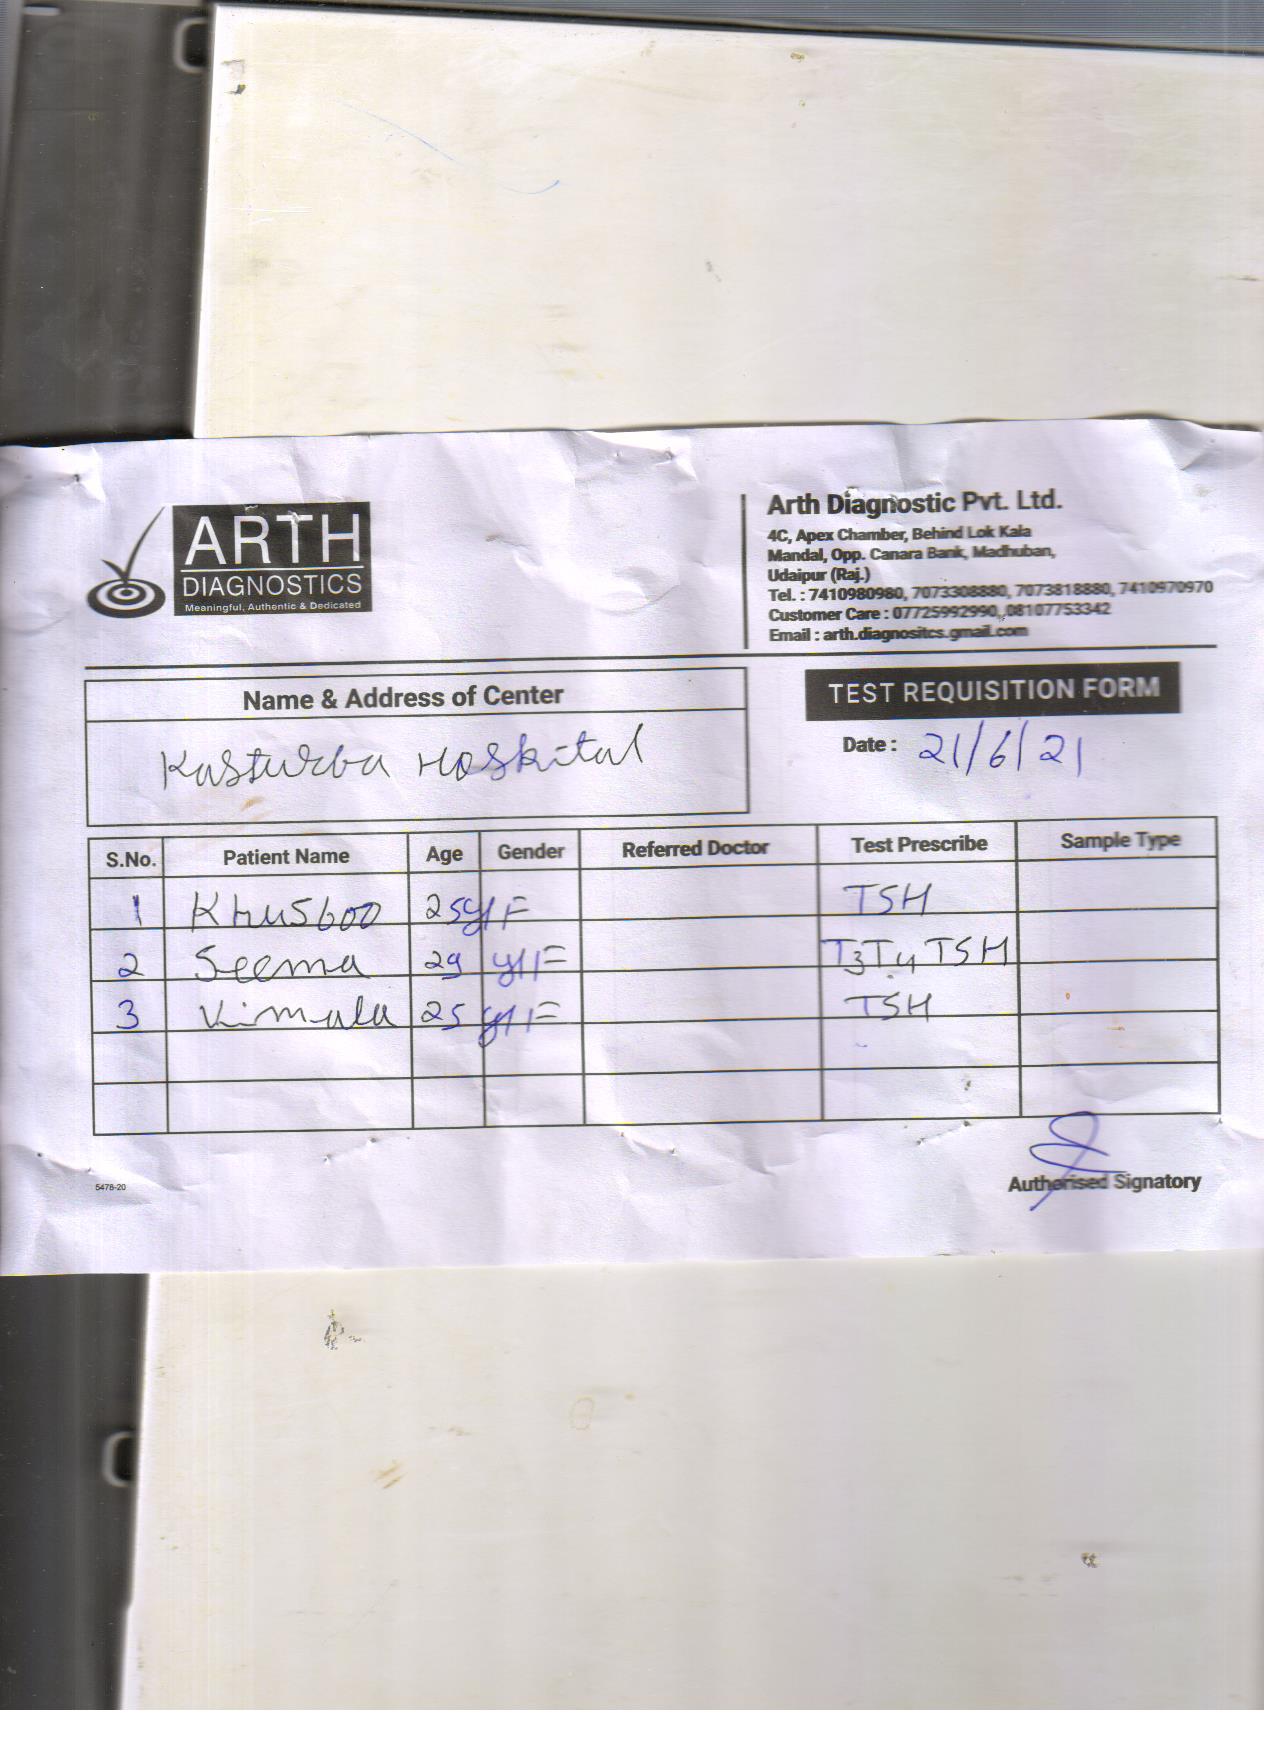 ARTH
DIAGNOSTICS
Meaningful, Authentic & Dedicated
Arth Diagnostic Pvt. Ltd.
4C, Apex Chamber, Behind Lok Kala
Mandal, Opp. Canara Bank, Madhuban,
Udaipur (Raj.)
Tel. : 7410980980, 7073308880, 7073818880, 7410970970
Customer Care : 07725992990, 08107753342
Email : arth.diagnositcs.gmail.com
Name & Address of Center
Kasturba Hospital
TEST REQUISITION FORM
Date : 21/6/21
S.No. Patient Name Age Gender Referred Doctor Test Prescribe Sample Type
1 Khusboo 25y/F TSH
2 Seema 29 y/F T3T4 TSH
3 Vimala 25 y/F TSH
5478-20
Authorised Signatory